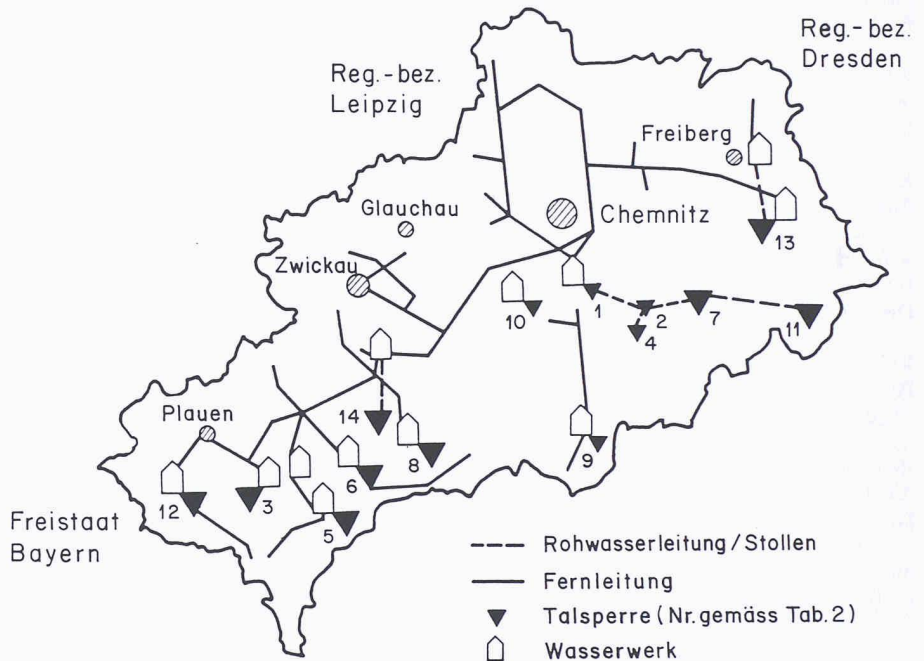 Reg.-bez.
Dresden
Reg.-bez.
Leipzig
Freiberg
Glauchau
Chemnitz
13
Zwickau
10
1
2
7
11
4
Plauen
14
8
9
12
3
6
5
Freistaat
Bayern
Rohwasserleitung/Stollen
Fernleitung
Talsperre (Nr. gemäss Tab. 2)
Wasserwerk